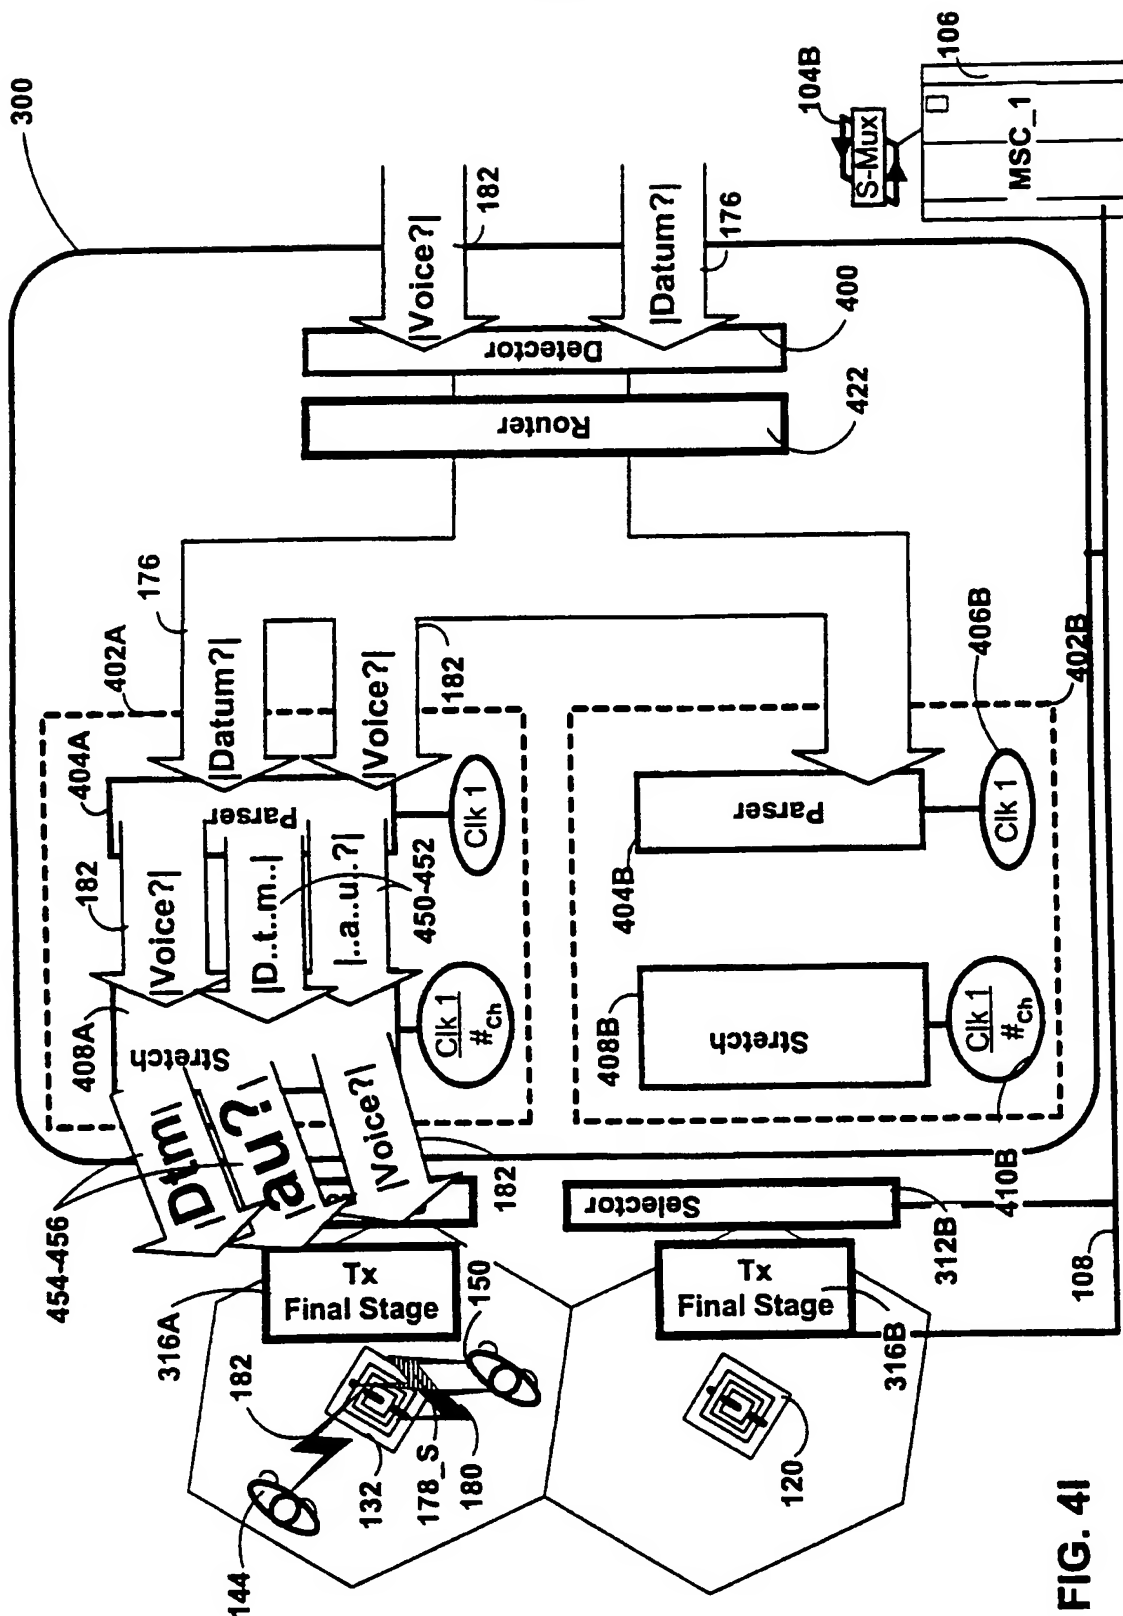 300
104B
S-Mux
106
MSC_1
|Voice?|
182
|Datum?|
176
Detector
400
Router
422
176
|Datum?|
402A
|Voice?|
182
404A
Parser
Clk 1
182
|Voice?|
|D..t..m..|
|..a..u..?|
450-452
408A
Stretch
Clk 1
#Ch
454-456
|Dtm|
|au?|
|Voice?|
182
406B
402B
Parser
404B
Clk 1
408B
Stretch
Clk 1
#Ch
410B
Selector
312B
108
316A
Tx
Final Stage
150
182
144
132
178_S
180
Tx
Final Stage
316B
120
FIG. 4I